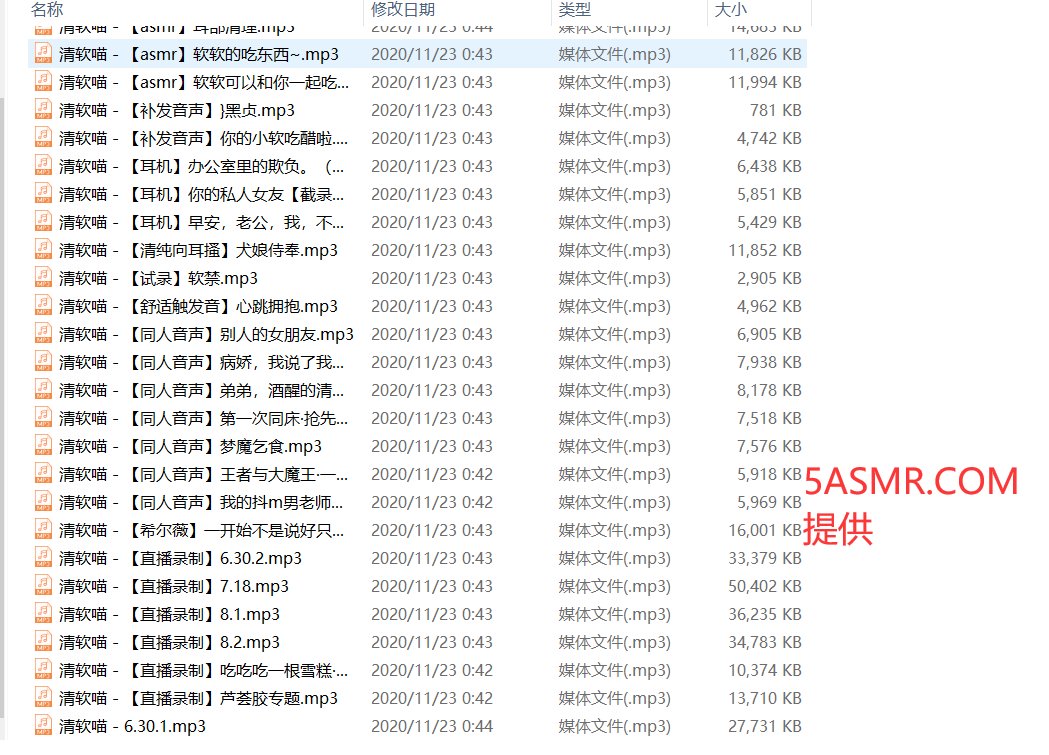 名称 修改日期 类型 大小
清软喵 - 【asmr】耳部清理.mp3 2020/11/23 0:44 媒体文件(.mp3) 14,685 KB
清软喵 - 【asmr】软软的吃东西~.mp3 2020/11/23 0:43 媒体文件(.mp3) 11,826 KB
清软喵 - 【asmr】软软可以和你一起吃... 2020/11/23 0:43 媒体文件(.mp3) 11,994 KB
清软喵 - 【补发音声】}黑贞.mp3 2020/11/23 0:43 媒体文件(.mp3) 781 KB
清软喵 - 【补发音声】你的小软吃醋啦.... 2020/11/23 0:43 媒体文件(.mp3) 4,742 KB
清软喵 - 【耳机】办公室里的欺负。（... 2020/11/23 0:43 媒体文件(.mp3) 6,438 KB
清软喵 - 【耳机】你的私人女友【截录... 2020/11/23 0:43 媒体文件(.mp3) 5,851 KB
清软喵 - 【耳机】早安，老公，我，不... 2020/11/23 0:43 媒体文件(.mp3) 5,429 KB
清软喵 - 【清纯向耳搔】犬娘侍奉.mp3 2020/11/23 0:43 媒体文件(.mp3) 11,852 KB
清软喵 - 【试录】软禁.mp3 2020/11/23 0:43 媒体文件(.mp3) 2,905 KB
清软喵 - 【舒适触发音】心跳拥抱.mp3 2020/11/23 0:43 媒体文件(.mp3) 4,962 KB
清软喵 - 【同人音声】别人的女朋友.mp3 2020/11/23 0:43 媒体文件(.mp3) 6,905 KB
清软喵 - 【同人音声】病娇，我说了我... 2020/11/23 0:43 媒体文件(.mp3) 7,938 KB
清软喵 - 【同人音声】弟弟，酒醒的清... 2020/11/23 0:43 媒体文件(.mp3) 8,178 KB
清软喵 - 【同人音声】第一次同床·抢先... 2020/11/23 0:43 媒体文件(.mp3) 7,518 KB
清软喵 - 【同人音声】梦魔乞食.mp3 2020/11/23 0:43 媒体文件(.mp3) 7,576 KB
清软喵 - 【同人音声】王者与大魔王·一... 2020/11/23 0:42 媒体文件(.mp3) 5,918 KB
5ASMR.COM
清软喵 - 【同人音声】我的抖m男老师... 2020/11/23 0:42 媒体文件(.mp3) 5,969 KB
提供
清软喵 - 【希尔薇】一开始不是说好只... 2020/11/23 0:43 媒体文件(.mp3) 16,001 KB
清软喵 - 【直播录制】6.30.2.mp3 2020/11/23 0:43 媒体文件(.mp3) 33,379 KB
清软喵 - 【直播录制】7.18.mp3 2020/11/23 0:43 媒体文件(.mp3) 50,402 KB
清软喵 - 【直播录制】8.1.mp3 2020/11/23 0:43 媒体文件(.mp3) 36,235 KB
清软喵 - 【直播录制】8.2.mp3 2020/11/23 0:43 媒体文件(.mp3) 34,783 KB
清软喵 - 【直播录制】吃吃吃一根雪糕·... 2020/11/23 0:42 媒体文件(.mp3) 10,374 KB
清软喵 - 【直播录制】芦荟胶专题.mp3 2020/11/23 0:42 媒体文件(.mp3) 13,710 KB
清软喵 - 6.30.1.mp3 2020/11/23 0:44 媒体文件(.mp3) 27,731 KB